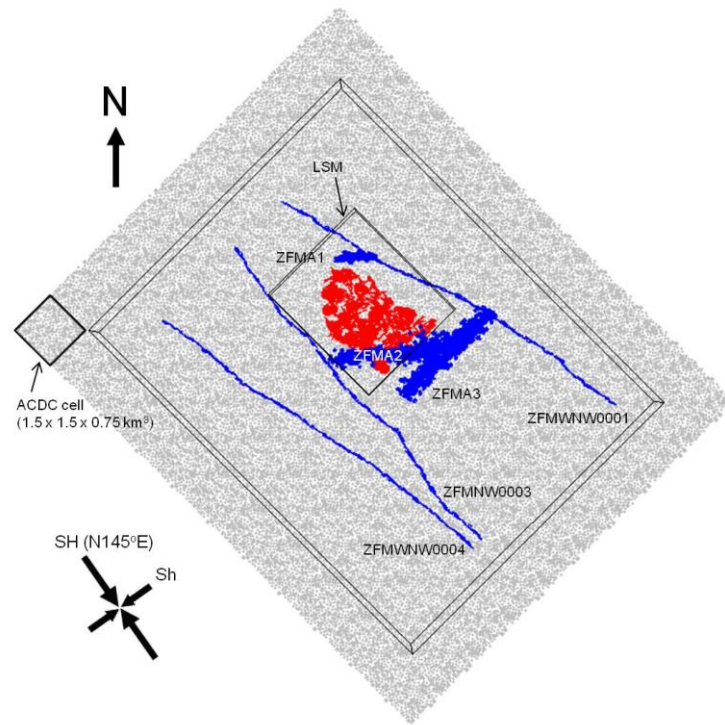 N
LSM
ZFMA1
ZFMA2
ZFMA3
ACDC cell
(1.5 x 1.5 x 0.75 km³)
ZFMWNW0001
ZFMNW0003
ZFMWNW0004
SH (N145°E)
Sh